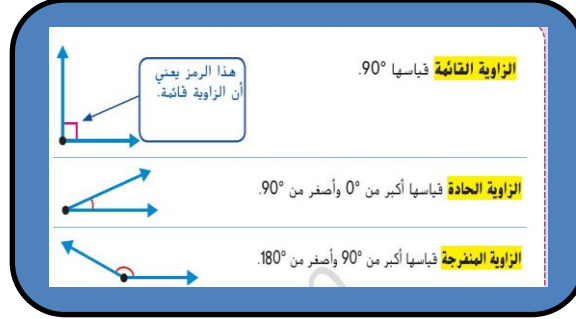 الزاوية القائمة قياسها 90°.
هذا الرمز يعني
أن الزاوية قائمة.
الزاوية الحادة قياسها أكبر من 0° وأصغر من 90°.
الزاوية المنفرجة قياسها أكبر من 90° وأصغر من 180°.